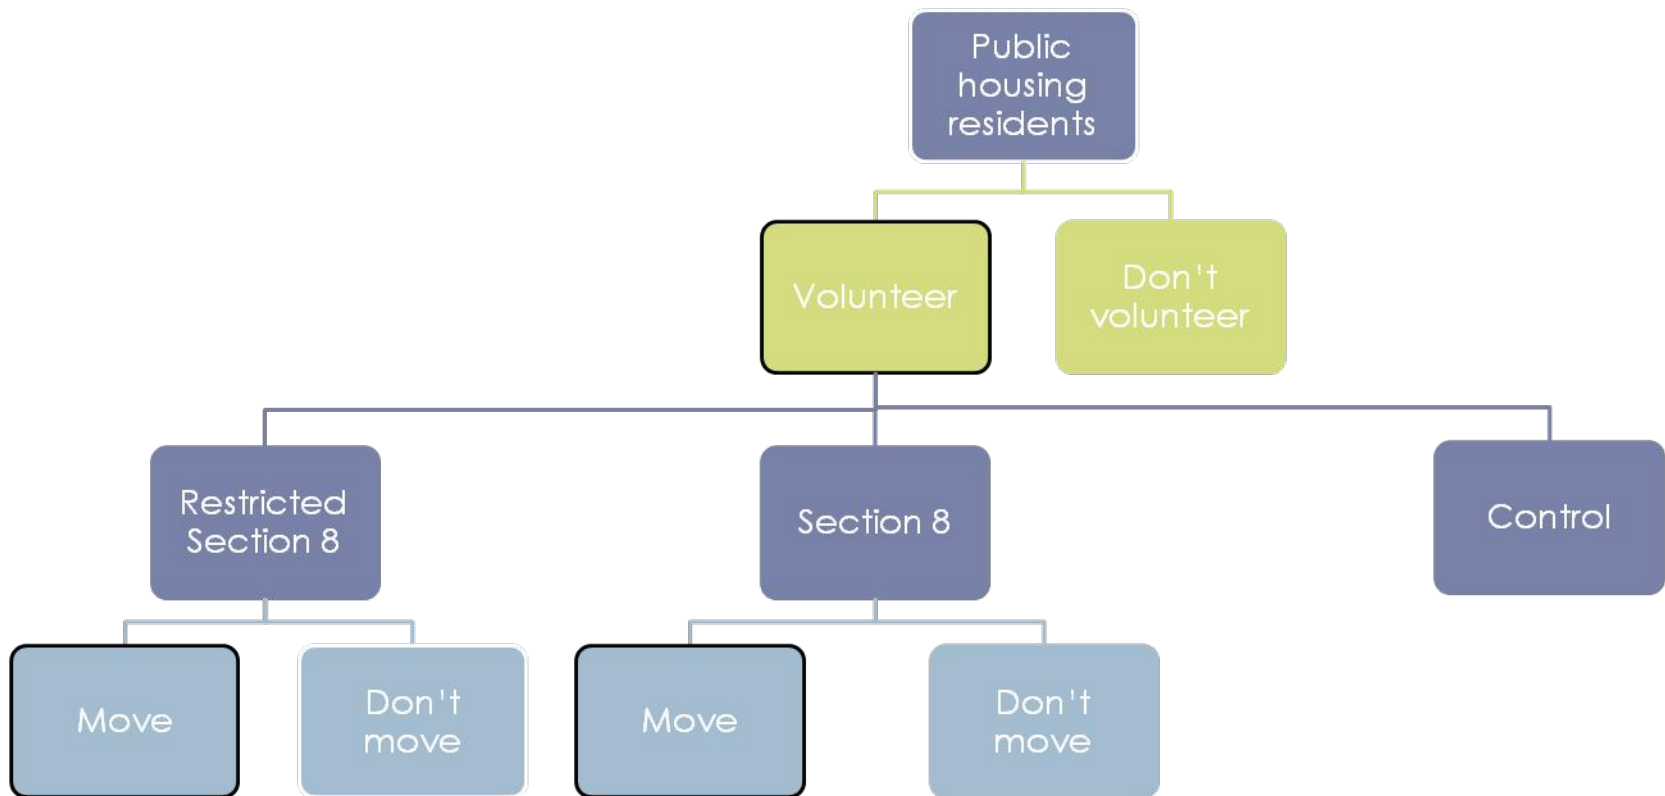 Public
housing
residents
Volunteer
Don't
volunteer
Restricted
Section 8
Section 8
Control
Move
Don't
move
Move
Don't
move